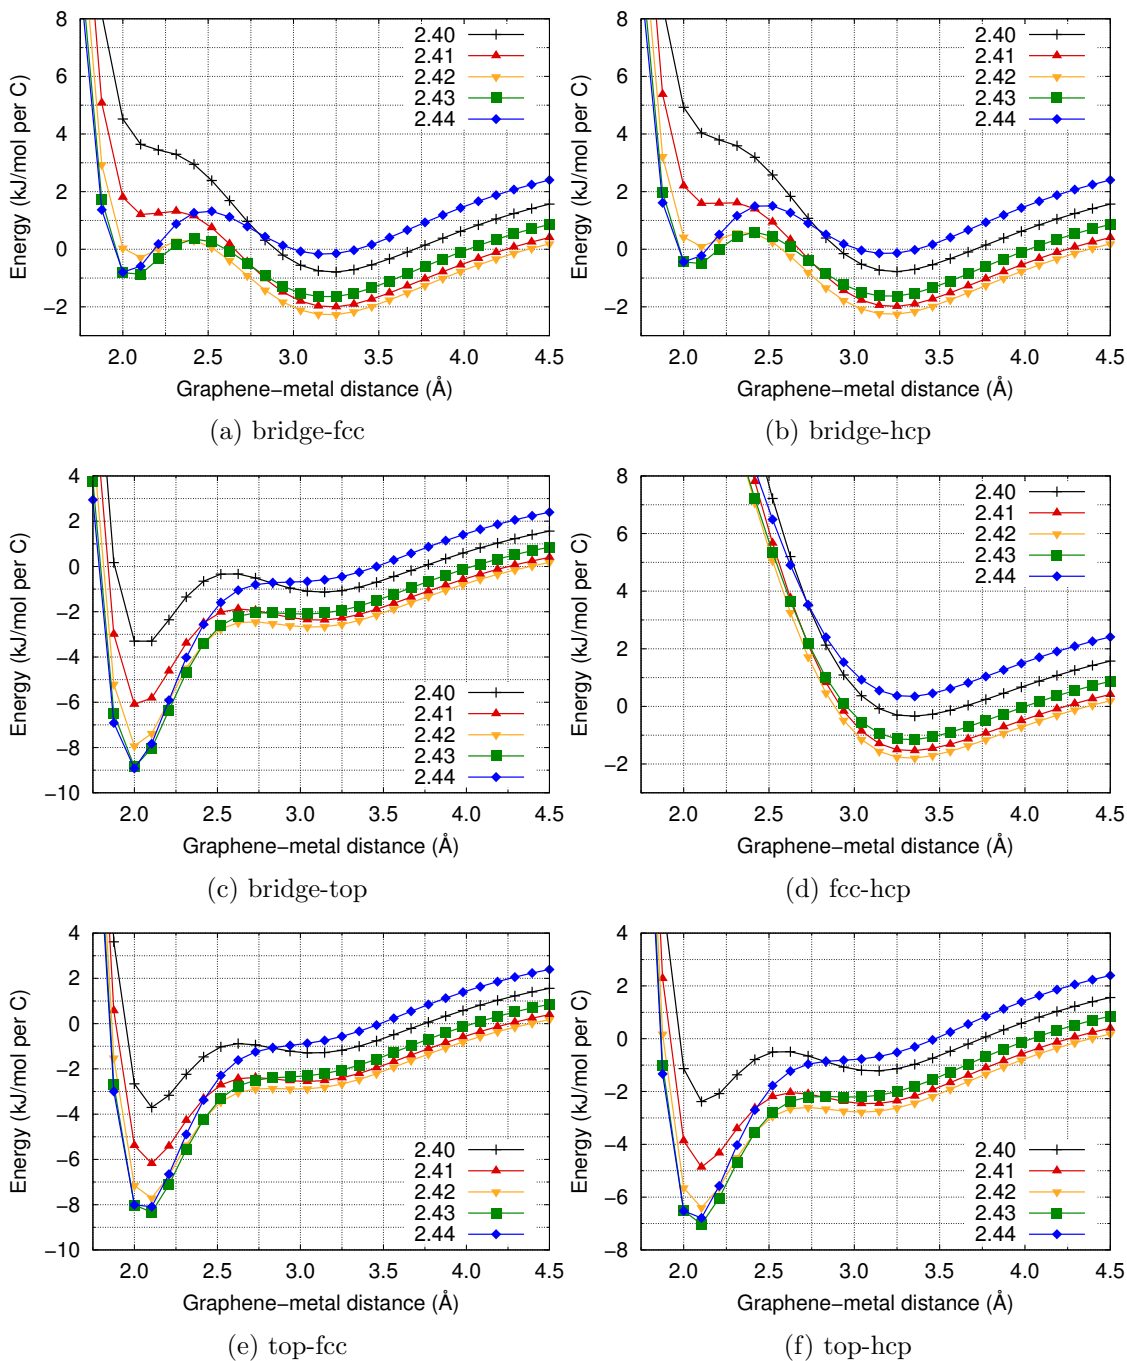 8
6
4
2
0
−2
Energy (kJ/mol per C)
2.40
2.41
2.42
2.43
2.44
2.0 2.5 3.0 3.5 4.0 4.5
Graphene−metal distance (Å)
(a) bridge-fcc
8
6
4
2
0
−2
Energy (kJ/mol per C)
2.40
2.41
2.42
2.43
2.44
2.0 2.5 3.0 3.5 4.0 4.5
Graphene−metal distance (Å)
(b) bridge-hcp
4
2
0
−2
−4
−6
−8
−10
Energy (kJ/mol per C)
2.40
2.41
2.42
2.43
2.44
2.0 2.5 3.0 3.5 4.0 4.5
Graphene−metal distance (Å)
(c) bridge-top
8
6
4
2
0
−2
Energy (kJ/mol per C)
2.40
2.41
2.42
2.43
2.44
2.0 2.5 3.0 3.5 4.0 4.5
Graphene−metal distance (Å)
(d) fcc-hcp
4
2
0
−2
−4
−6
−8
−10
Energy (kJ/mol per C)
2.40
2.41
2.42
2.43
2.44
2.0 2.5 3.0 3.5 4.0 4.5
Graphene−metal distance (Å)
(e) top-fcc
4
2
0
−2
−4
−6
−8
Energy (kJ/mol per C)
2.40
2.41
2.42
2.43
2.44
2.0 2.5 3.0 3.5 4.0 4.5
Graphene−metal distance (Å)
(f) top-hcp